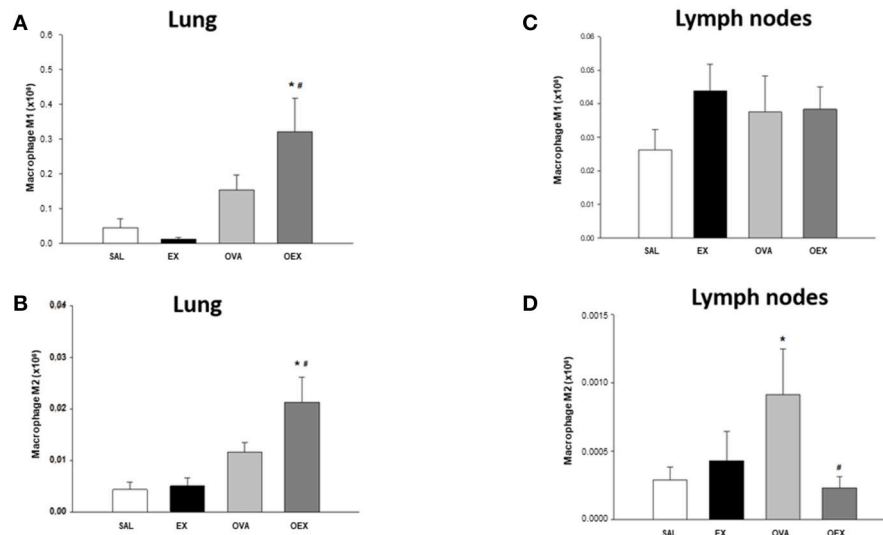 A
Lung
Macrophage M1 (x10⁶)
0.6
0.5
0.4
0.3
0.2
0.1
0.0
* #
SAL EX OVA OEX
B
Lung
Macrophage M2 (x10⁶)
0.04
0.03
0.02
0.01
0.00
* #
SAL EX OVA OEX
C
Lymph nodes
Macrophage M1 (x10⁶)
0.06
0.05
0.04
0.03
0.02
0.01
0.00
SAL EX OVA OEX
D
Lymph nodes
Macrophage M2 (x10⁶)
0.0015
0.0010
0.0005
0.0000
*
#
SAL EX OVA OEX